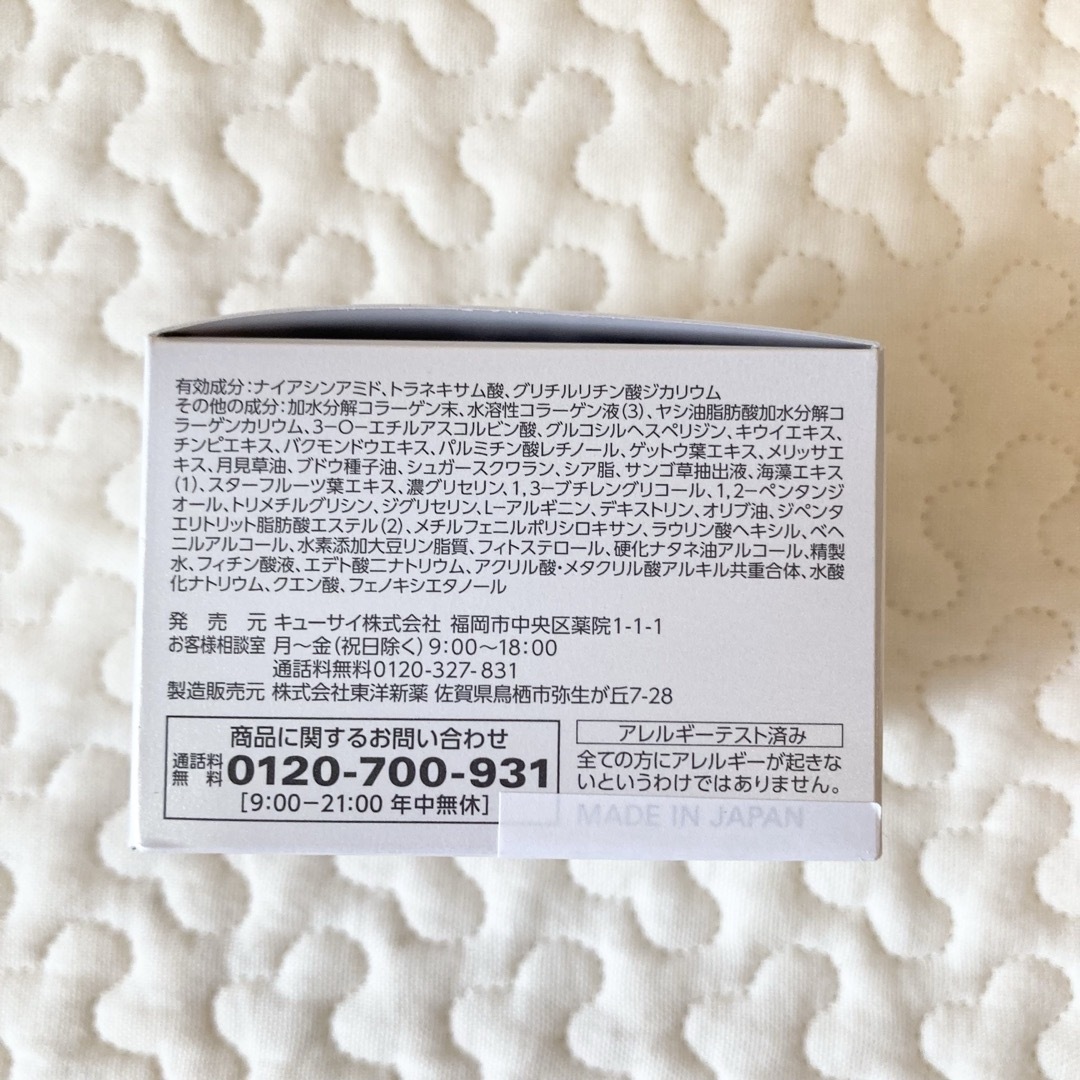 有効成分:ナイアシンアミド、トラネキサム酸、グリチルリチン酸ジカリウム
その他の成分:加水分解コラーゲン末、水溶性コラーゲン液(3)、ヤシ油脂肪酸加水分解コ
ラーゲンカリウム、3-O-エチルアスコルビン酸、グルコシルヘスペリジン、キウイエキス、
チンピエキス、バクモンドウエキス、パルミチン酸レチノール、ゲットウ葉エキス、メリッサエ
キス、月見草油、ブドウ種子油、シュガースクワラン、シア脂、サンゴ草抽出液、海藻エキス
(1)、スターフルーツ葉エキス、濃グリセリン、1,3-ブチレングリコール、1,2-ペンタンジ
オール、トリメチルグリシン、ジグリセリン、L-アルギニン、デキストリン、オリブ油、ジペンタ
エリトリット脂肪酸エステル(2)、メチルフェニルポリシロキサン、ラウリン酸ヘキシル、ベヘ
ニルアルコール、水素添加大豆リン脂質、フィトステロール、硬化ナタネ油アルコール、精製
水、フィチン酸液、エデト酸二ナトリウム、アクリル酸・メタクリル酸アルキル共重合体、水酸
化ナトリウム、クエン酸、フェノキシエタノール
発売元 キューサイ株式会社 福岡市中央区薬院1-1-1
お客様相談室 月～金(祝日除く)9:00～18:00
通話料無料0120-327-831
製造販売元 株式会社東洋新薬 佐賀県鳥栖市弥生が丘7-28
商品に関するお問い合わせ
通話料無料 0120-700-931
[9:00-21:00 年中無休]
アレルギーテスト済み
全ての方にアレルギーが起きな
いというわけではありません。
MADE IN JAPAN